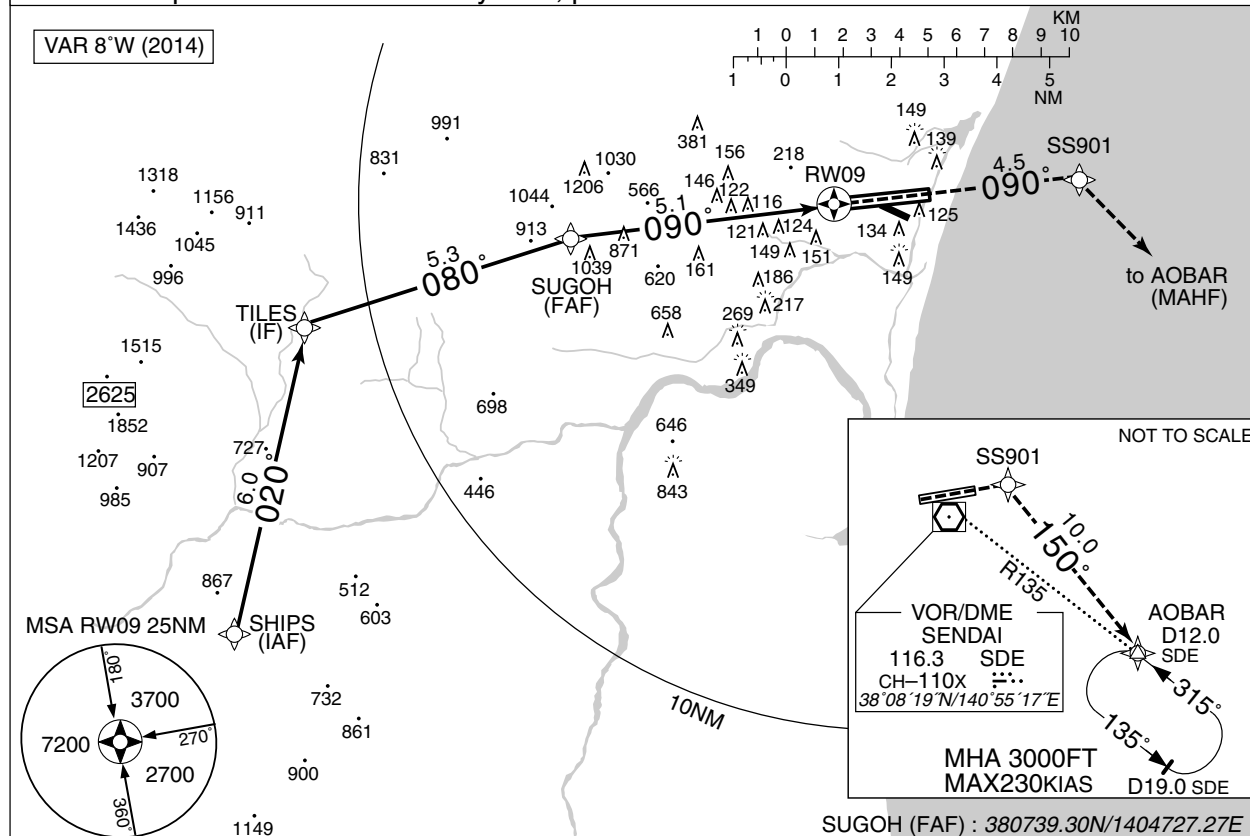 VAR 8˚W (2014)
KM
1 0 1 2 3 4 5 6 7 8 9 10
1 0 1 2 3 4 5
NM
991
831
381
149
139
1318
1156
911
1436
1045
996
1044
1206
1030
566
913
146
156
122
116
218
RW09
4.5
090˚
SS901
5.3
080˚
5.1
090˚
871
1039
121
124
149
151
134
125
149
161
620
186
217
SUGOH
(FAF)
to AOBAR
(MAHF)
TILES
(IF)
658
269
349
1515
2625
1852
1207
907
985
727
698
646
843
446
6.0
020˚
867
512
603
SHIPS
(IAF)
732
861
900
1149
10NM
MSA RW09 25NM
180˚
3700
7200
270˚
2700
360˚
NOT TO SCALE
SS901
10.0
150˚
R135
VOR/DME
SENDAI
116.3 SDE
CH–110X
38°08´19˝N/140°55´17˝E
AOBAR
D12.0
SDE
315˚
135˚
MHA 3000FT
MAX230KIAS
D19.0 SDE
SUGOH (FAF) : 380739.30N/1404727.27E